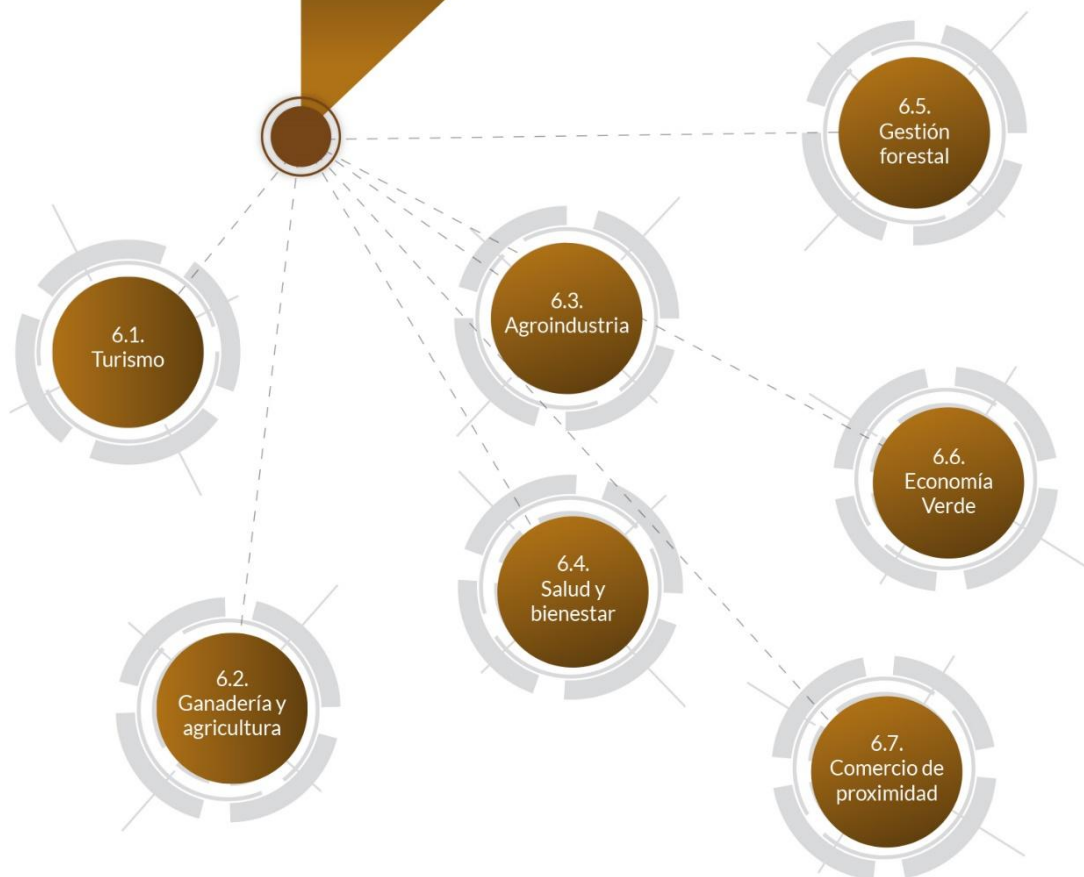 6.1.
Turismo
6.2.
Ganadería y
agricultura
6.3.
Agroindustria
6.4.
Salud y
bienestar
6.5.
Gestión
forestal
6.6.
Economía
Verde
6.7.
Comercio de
proximidad